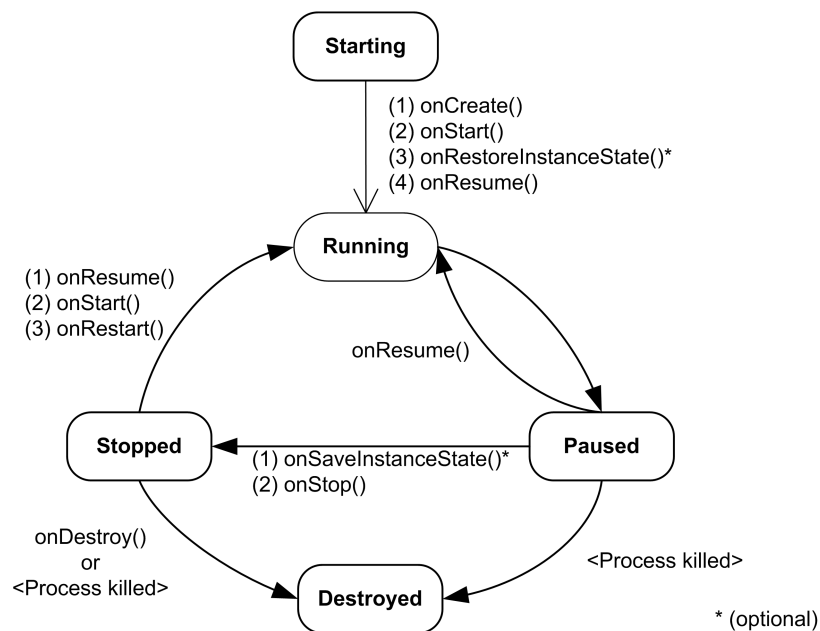 Starting
(1) onCreate()
(2) onStart()
(3) onRestoreInstanceState()*
(4) onResume()
Running
(1) onResume()
(2) onStart()
(3) onRestart()
onResume()
Stopped
Paused
(1) onSaveInstanceState()*
(2) onStop()
onDestroy()
or
<Process killed>
<Process killed>
Destroyed
* (optional)